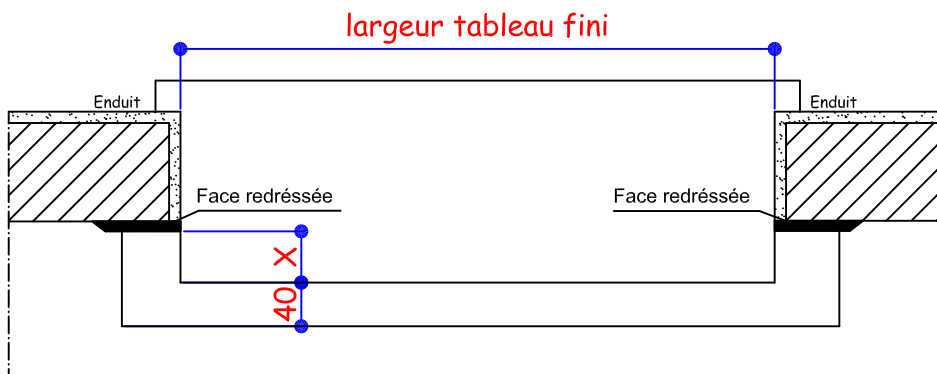 largeur tableau fini
Enduit
Enduit
Face redréssée
Face redréssée
X
40